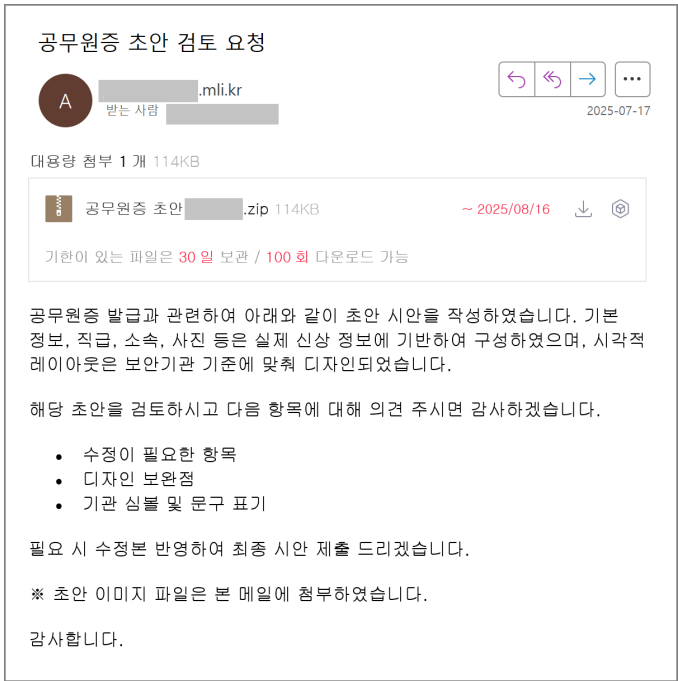 공무원증 초안 검토 요청
A
.mli.kr
받는 사람
2025-07-17
대용량 첨부 1 개 114KB
공무원증 초안 .zip 114KB ~ 2025/08/16
기한이 있는 파일은 30 일 보관 / 100 회 다운로드 가능
공무원증 발급과 관련하여 아래와 같이 초안 시안을 작성하였습니다. 기본
정보, 직급, 소속, 사진 등은 실제 신상 정보에 기반하여 구성하였으며, 시각적
레이아웃은 보안기관 기준에 맞춰 디자인되었습니다.
해당 초안을 검토하시고 다음 항목에 대해 의견 주시면 감사하겠습니다.
• 수정이 필요한 항목
• 디자인 보완점
• 기관 심볼 및 문구 표기
필요 시 수정본 반영하여 최종 시안 제출 드리겠습니다.
※ 초안 이미지 파일은 본 메일에 첨부하였습니다.
감사합니다.